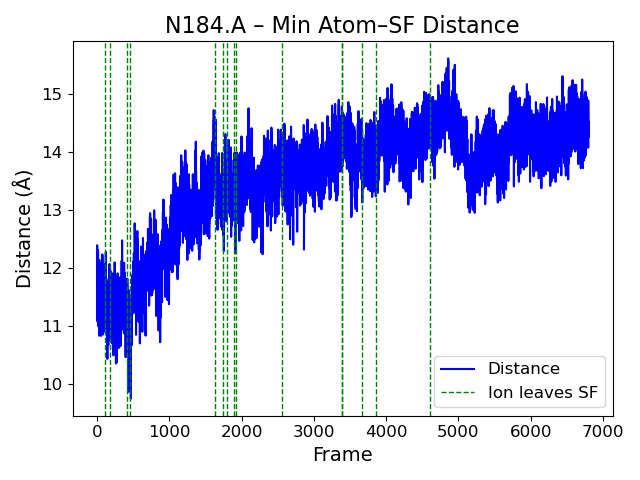 N184.A – Min Atom–SF Distance
Distance (Å)
15
14
13
12
11
10
Distance
Ion leaves SF
0 1000 2000 3000 4000 5000 6000 7000
Frame